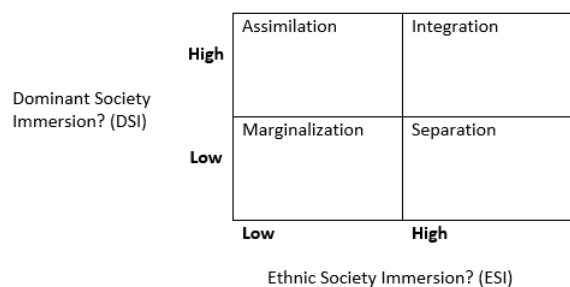 Assimilation Integration
High
Dominant Society
Immersion? (DSI)
Marginalization Separation
Low
Low High
Ethnic Society Immersion? (ESI)